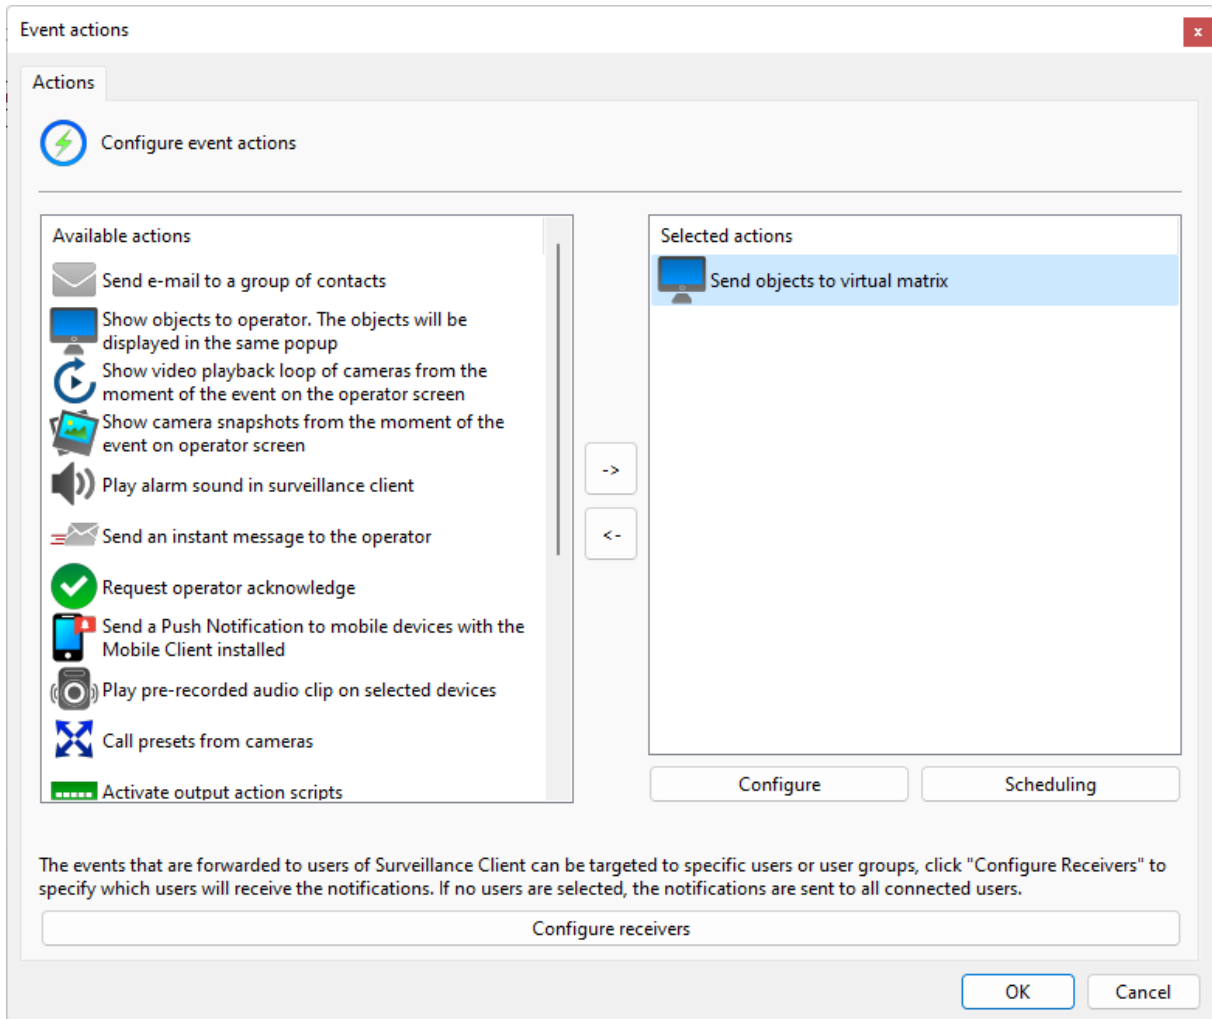 Event actions
x
Actions
Configure event actions
Available actions
Send e-mail to a group of contacts
Show objects to operator. The objects will be
displayed in the same popup
Show video playback loop of cameras from the
moment of the event on the operator screen
Show camera snapshots from the moment of the
event on operator screen
Play alarm sound in surveillance client
Send an instant message to the operator
Request operator acknowledge
Send a Push Notification to mobile devices with the
Mobile Client installed
Play pre-recorded audio clip on selected devices
Call presets from cameras
Activate output action scripts
->
<-
Selected actions
Send objects to virtual matrix
Configure
Scheduling
The events that are forwarded to users of Surveillance Client can be targeted to specific users or user groups, click "Configure Receivers" to
specify which users will receive the notifications. If no users are selected, the notifications are sent to all connected users.
Configure receivers
OK
Cancel